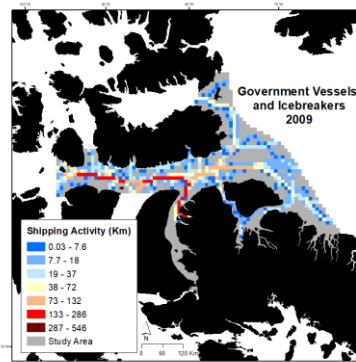 Government Vessels
and Icebreakers
2009
Shipping Activity (Km)
0.03 - 7.6
7.7 - 18
19 - 37
38 - 72
73 - 132
133 - 286
287 - 546
Study Area
N
0
60
120 Km